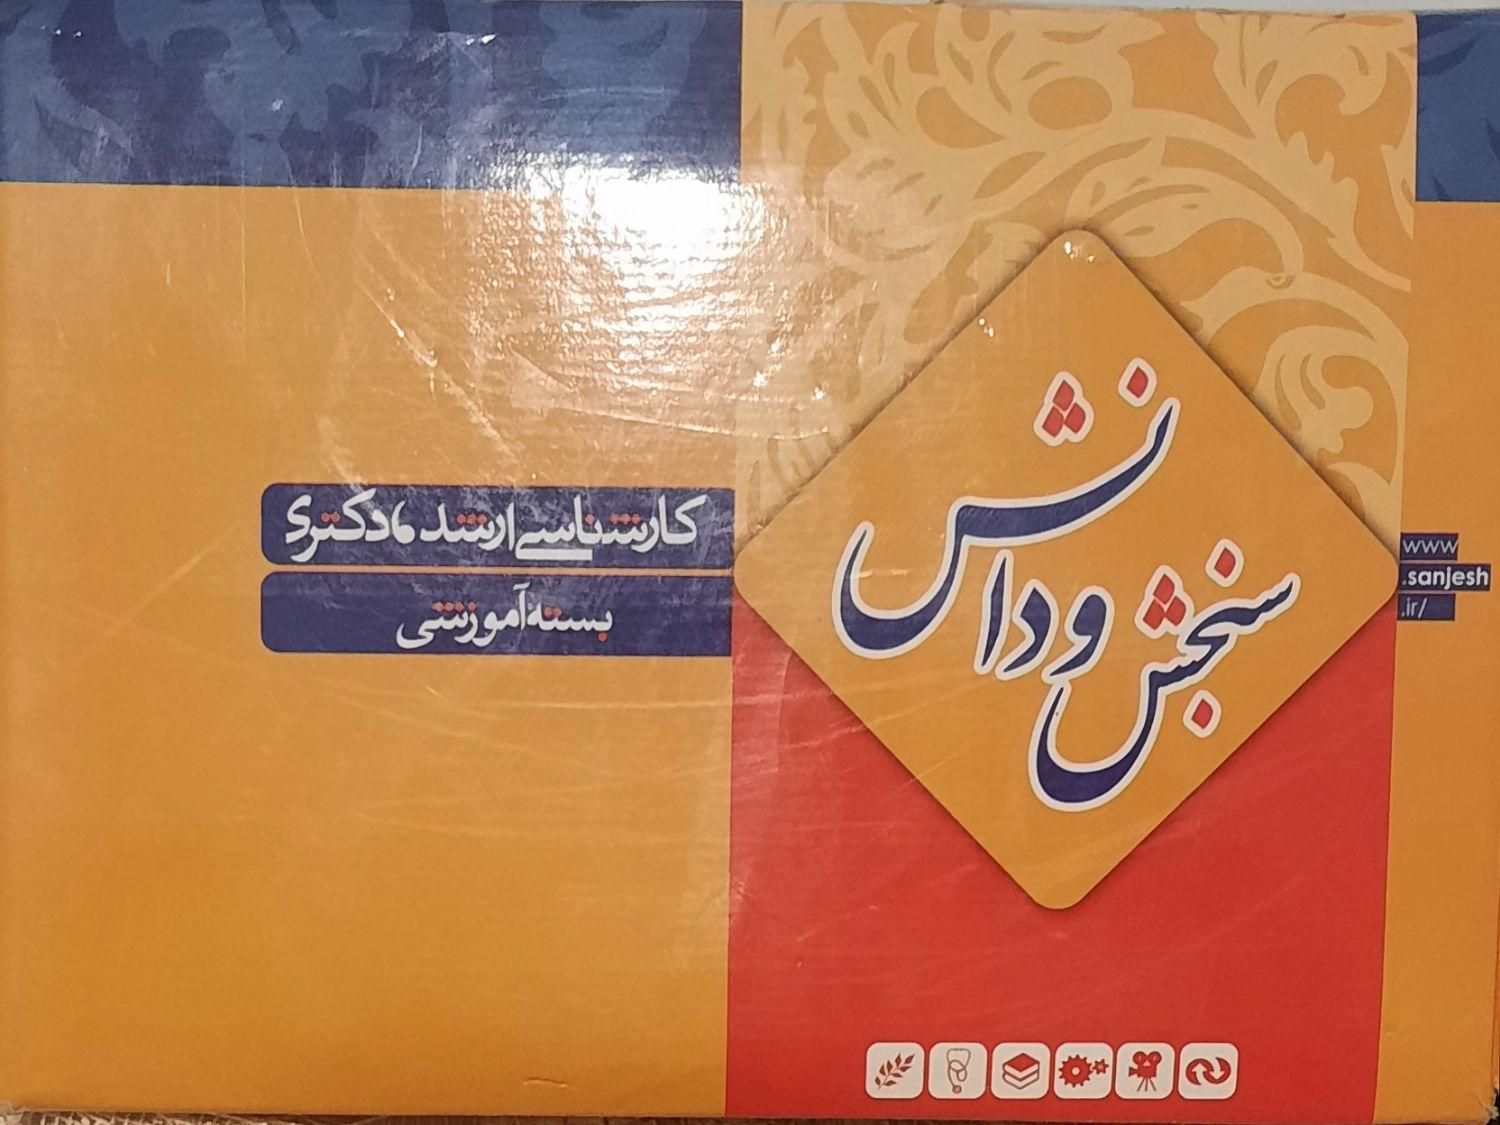 سنجش و دانش
کارشناسی ارشد، دکتری
بسته آموزشی
www
.sanjesh
.ir/